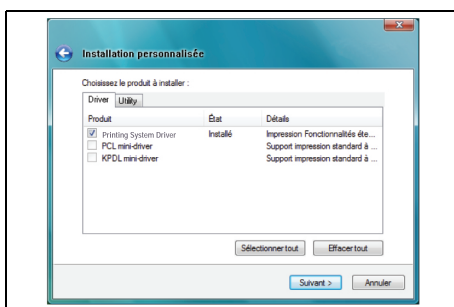 Installation personnalisée
Choisissez le produit à installer :
Driver Utility
Produit État Détails
Printing System Driver Installé Impression Fonctionnalités éte...
PCL mini-driver Support impression standard à ...
KPDL mini-driver Support impression standard à ...
Sélectionner tout Effacer tout
Suivant > Annuler